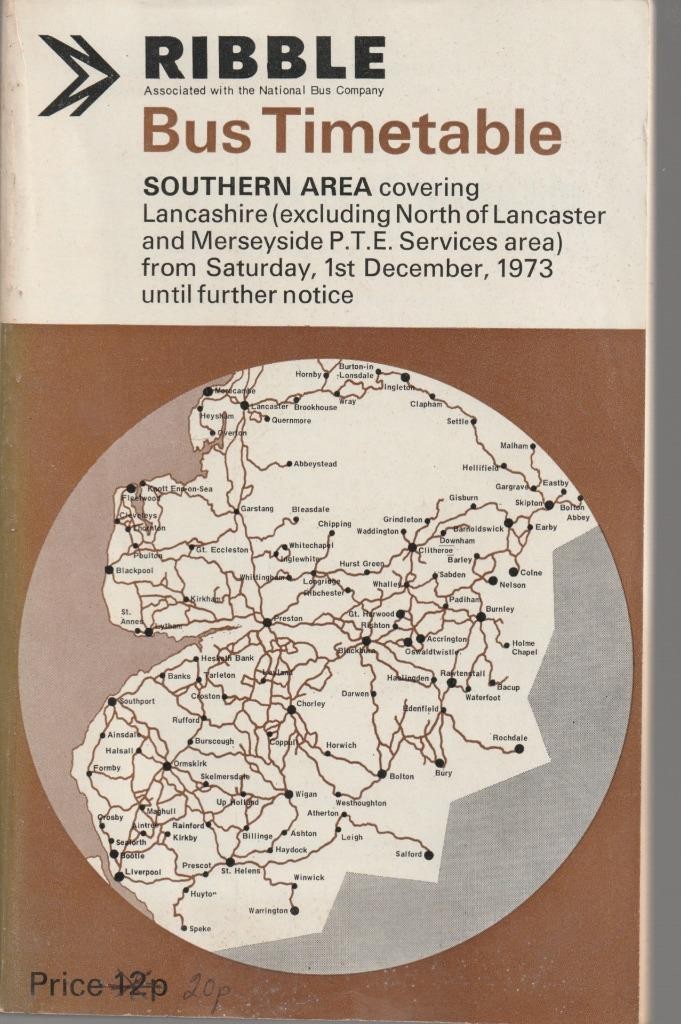 RIBBLE
Associated with the National Bus Company
Bus Timetable
SOUTHERN AREA covering
Lancashire (excluding North of Lancaster
and Merseyside P.T.E. Services area)
from Saturday, 1st December, 1973
until further notice
Burton-in
-Lonsdale
Hornby
Ingleton
Morecambe
Wray
Clapham
Lancaster
Brookhouse
Heysham
Quernmore
Settle
Overton
Malham
Abbeystead
Hellifield
Gargrave
Eastby
Knott End-on-Sea
Fleetwood
Gisburn
Skipton
Bolton
Abbey
Garstang
Bleasdale
Cleveleys
Thornton
Chipping
Grindleton
Waddington
Barnoldswick
Earby
Downham
Poulton
Gt. Eccleston
Whitechapel
Inglewhite
Clitheroe
Barley
Blackpool
Hurst Green
Whittingham
Longridge
Whalley
Sabden
Colne
Nelson
Ribchester
Kirkham
Padiham
St.
Annes
Lytham
Preston
Gt. Harwood
Rishton
Burnley
Blackburn
Accrington
Oswaldtwistle
Holme
Chapel
Hesketh Bank
Banks
Tarleton
Leyland
Haslingden
Rawtenstall
Bacup
Waterfoot
Croston
Darwen
Southport
Chorley
Edenfield
Rufford
Ainsdale
Burscough
Coppull
Horwich
Rochdale
Halsall
Formby
Ormskirk
Skelmersdale
Bolton
Bury
Up Holland
Wigan
Westhoughton
Maghull
Atherton
Crosby
Aintree
Rainford
Kirkby
Billinge
Ashton
Leigh
Seaforth
Haydock
Bootle
Salford
Prescot
St. Helens
Liverpool
Winwick
Huyton
Warrington
Speke
Price 12p 20p